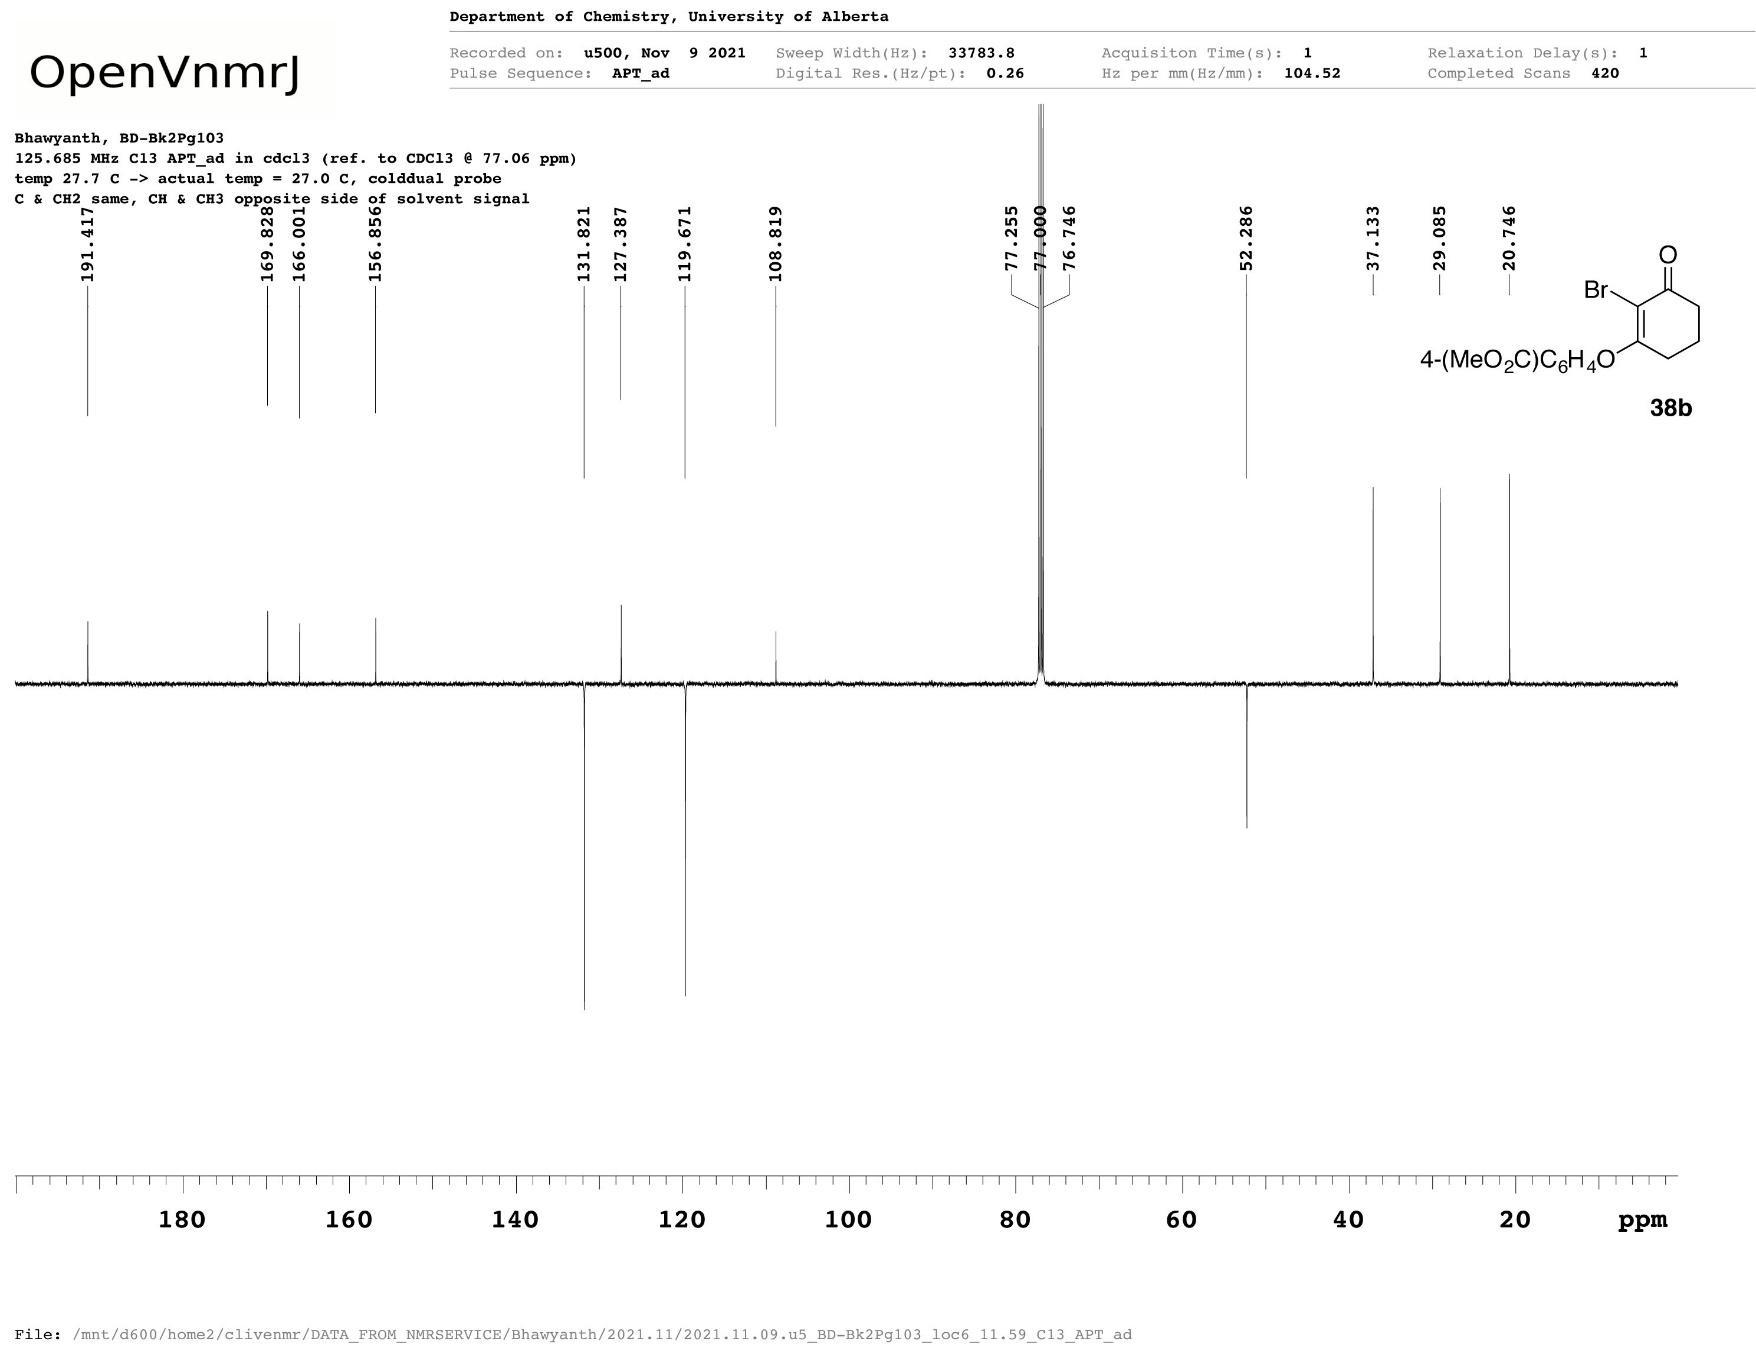 Department of Chemistry, University of Alberta
OpenVnmrJ
Recorded on: u500, Nov 9 2021 Sweep Width(Hz): 33783.8 Acquisiton Time(s): 1 Relaxation Delay(s): 1
Pulse Sequence: APT_ad Digital Res.(Hz/pt): 0.26 Hz per mm(Hz/mm): 104.52 Completed Scans 420
Bhawyanth, BD-Bk2Pg103
125.685 MHz C13 APT_ad in cdcl3 (ref. to CDCl3 @ 77.06 ppm)
temp 27.7 C -> actual temp = 27.0 C, colddual probe
C & CH2 same, CH & CH3 opposite side of solvent signal
191.417
169.828
166.001
156.856
131.821
127.387
119.671
108.819
77.255
77.000
76.746
52.286
37.133
29.085
20.746
O
Br
4-(MeO2C)C6H4O
38b
180 160 140 120 100 80 60 40 20 ppm
File: /mnt/d600/home2/clivenmr/DATA_FROM_NMRSERVICE/Bhawyanth/2021.11/2021.11.09.u5_BD-Bk2Pg103_loc6_11.59_C13_APT_ad